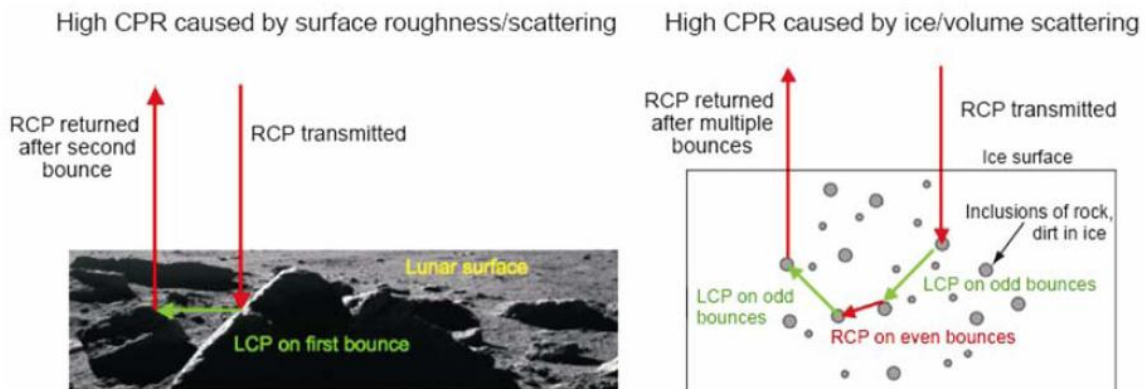 High CPR caused by surface roughness/scattering
RCP returned
after second
bounce
RCP transmitted
Lunar surface
LCP on first bounce
High CPR caused by ice/volume scattering
RCP returned
after multiple
bounces
RCP transmitted
Ice surface
Inclusions of rock,
dirt in ice
LCP on odd
bounces
LCP on odd bounces
RCP on even bounces